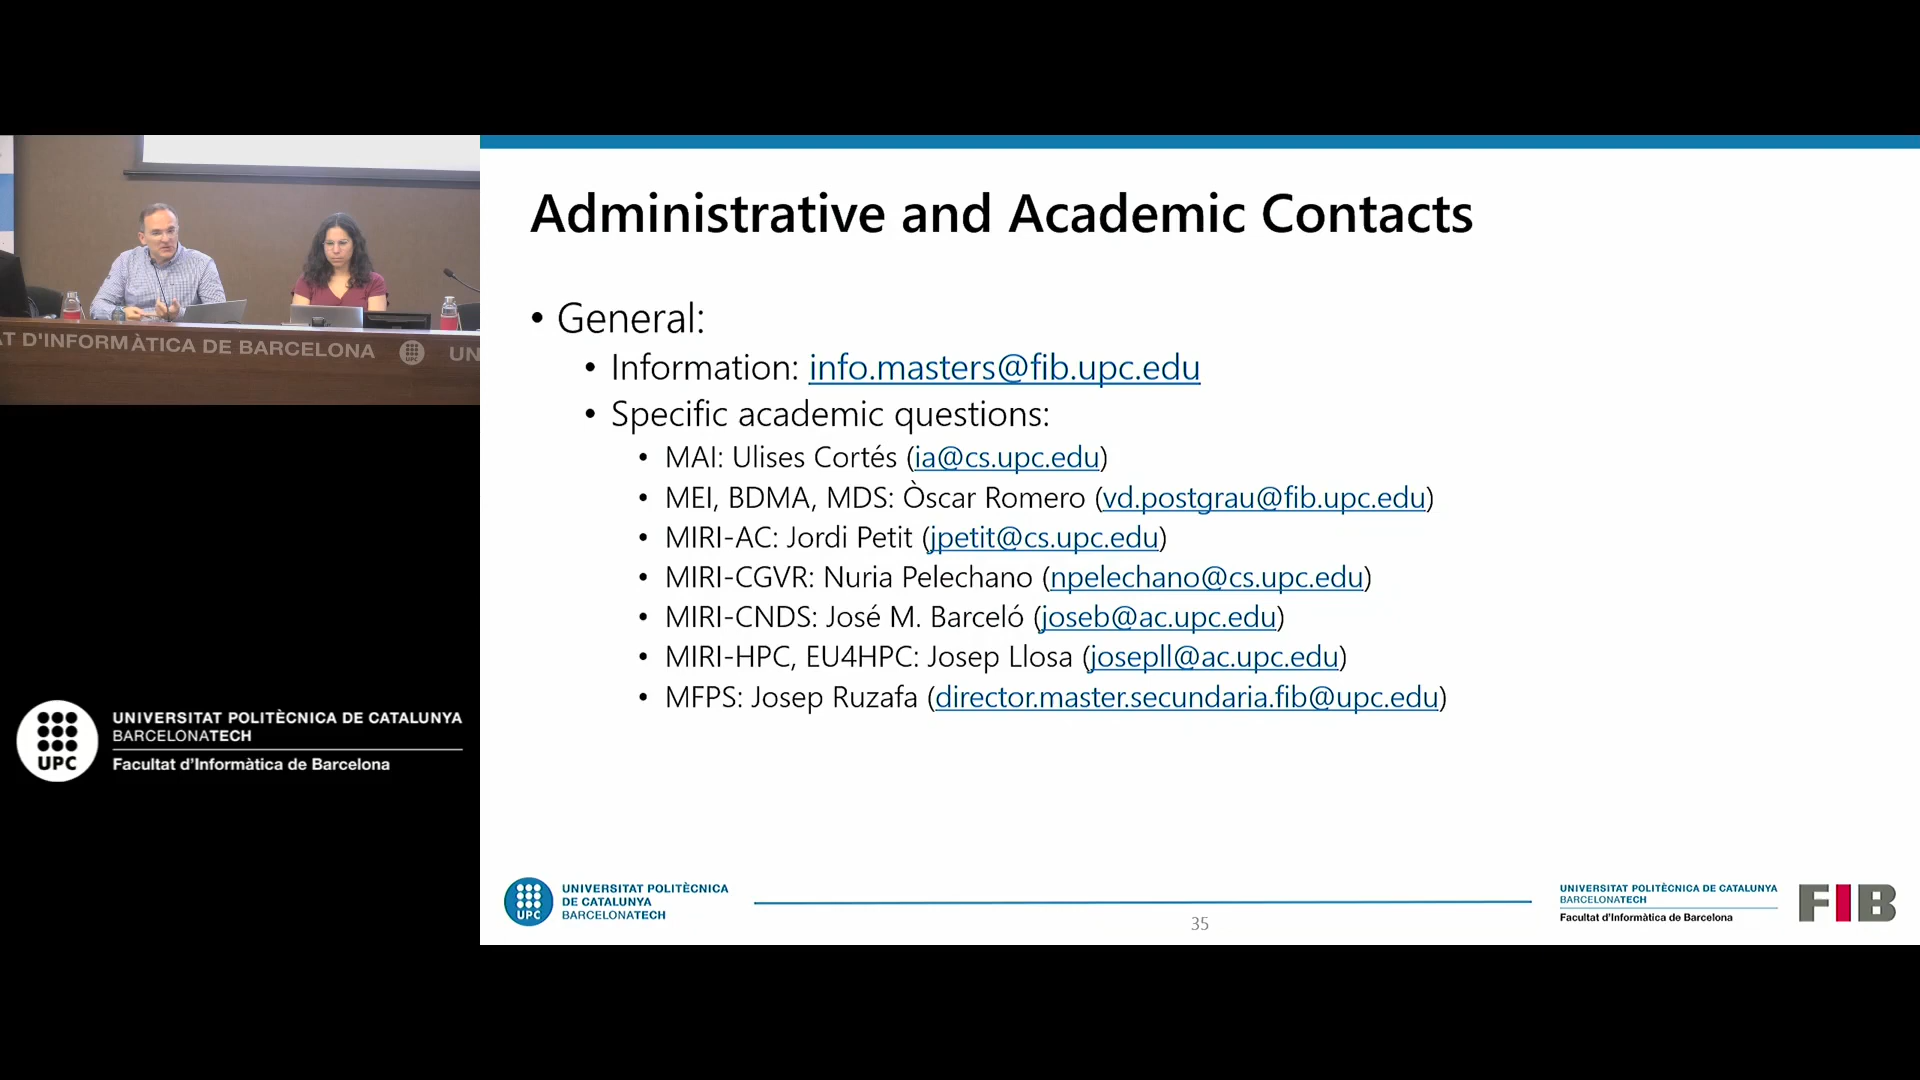 Administrative and Academic Contacts
• General:
• Information: info.masters@fib.upc.edu
• Specific academic questions:
• MAI: Ulises Cortés (ia@cs.upc.edu)
• MEI, BDMA, MDS: Òscar Romero (vd.postgrau@fib.upc.edu)
• MIRI-AC: Jordi Petit (jpetit@cs.upc.edu)
• MIRI-CGVR: Nuria Pelechano (npelechano@cs.upc.edu)
• MIRI-CNDS: José M. Barceló (joseb@ac.upc.edu)
• MIRI-HPC, EU4HPC: Josep Llosa (josepll@ac.upc.edu)
• MFPS: Josep Ruzafa (director.master.secundaria.fib@upc.edu)
AT D'INFORMÀTICA DE BARCELONA
UPC
UN
UPC
UNIVERSITAT POLITÈCNICA DE CATALUNYA
BARCELONATECH
Facultat d'Informàtica de Barcelona
UPC
UNIVERSITAT POLITÈCNICA
DE CATALUNYA
BARCELONATECH
35
UNIVERSITAT POLITÈCNICA DE CATALUNYA
BARCELONATECH
Facultat d'Informàtica de Barcelona
FIB